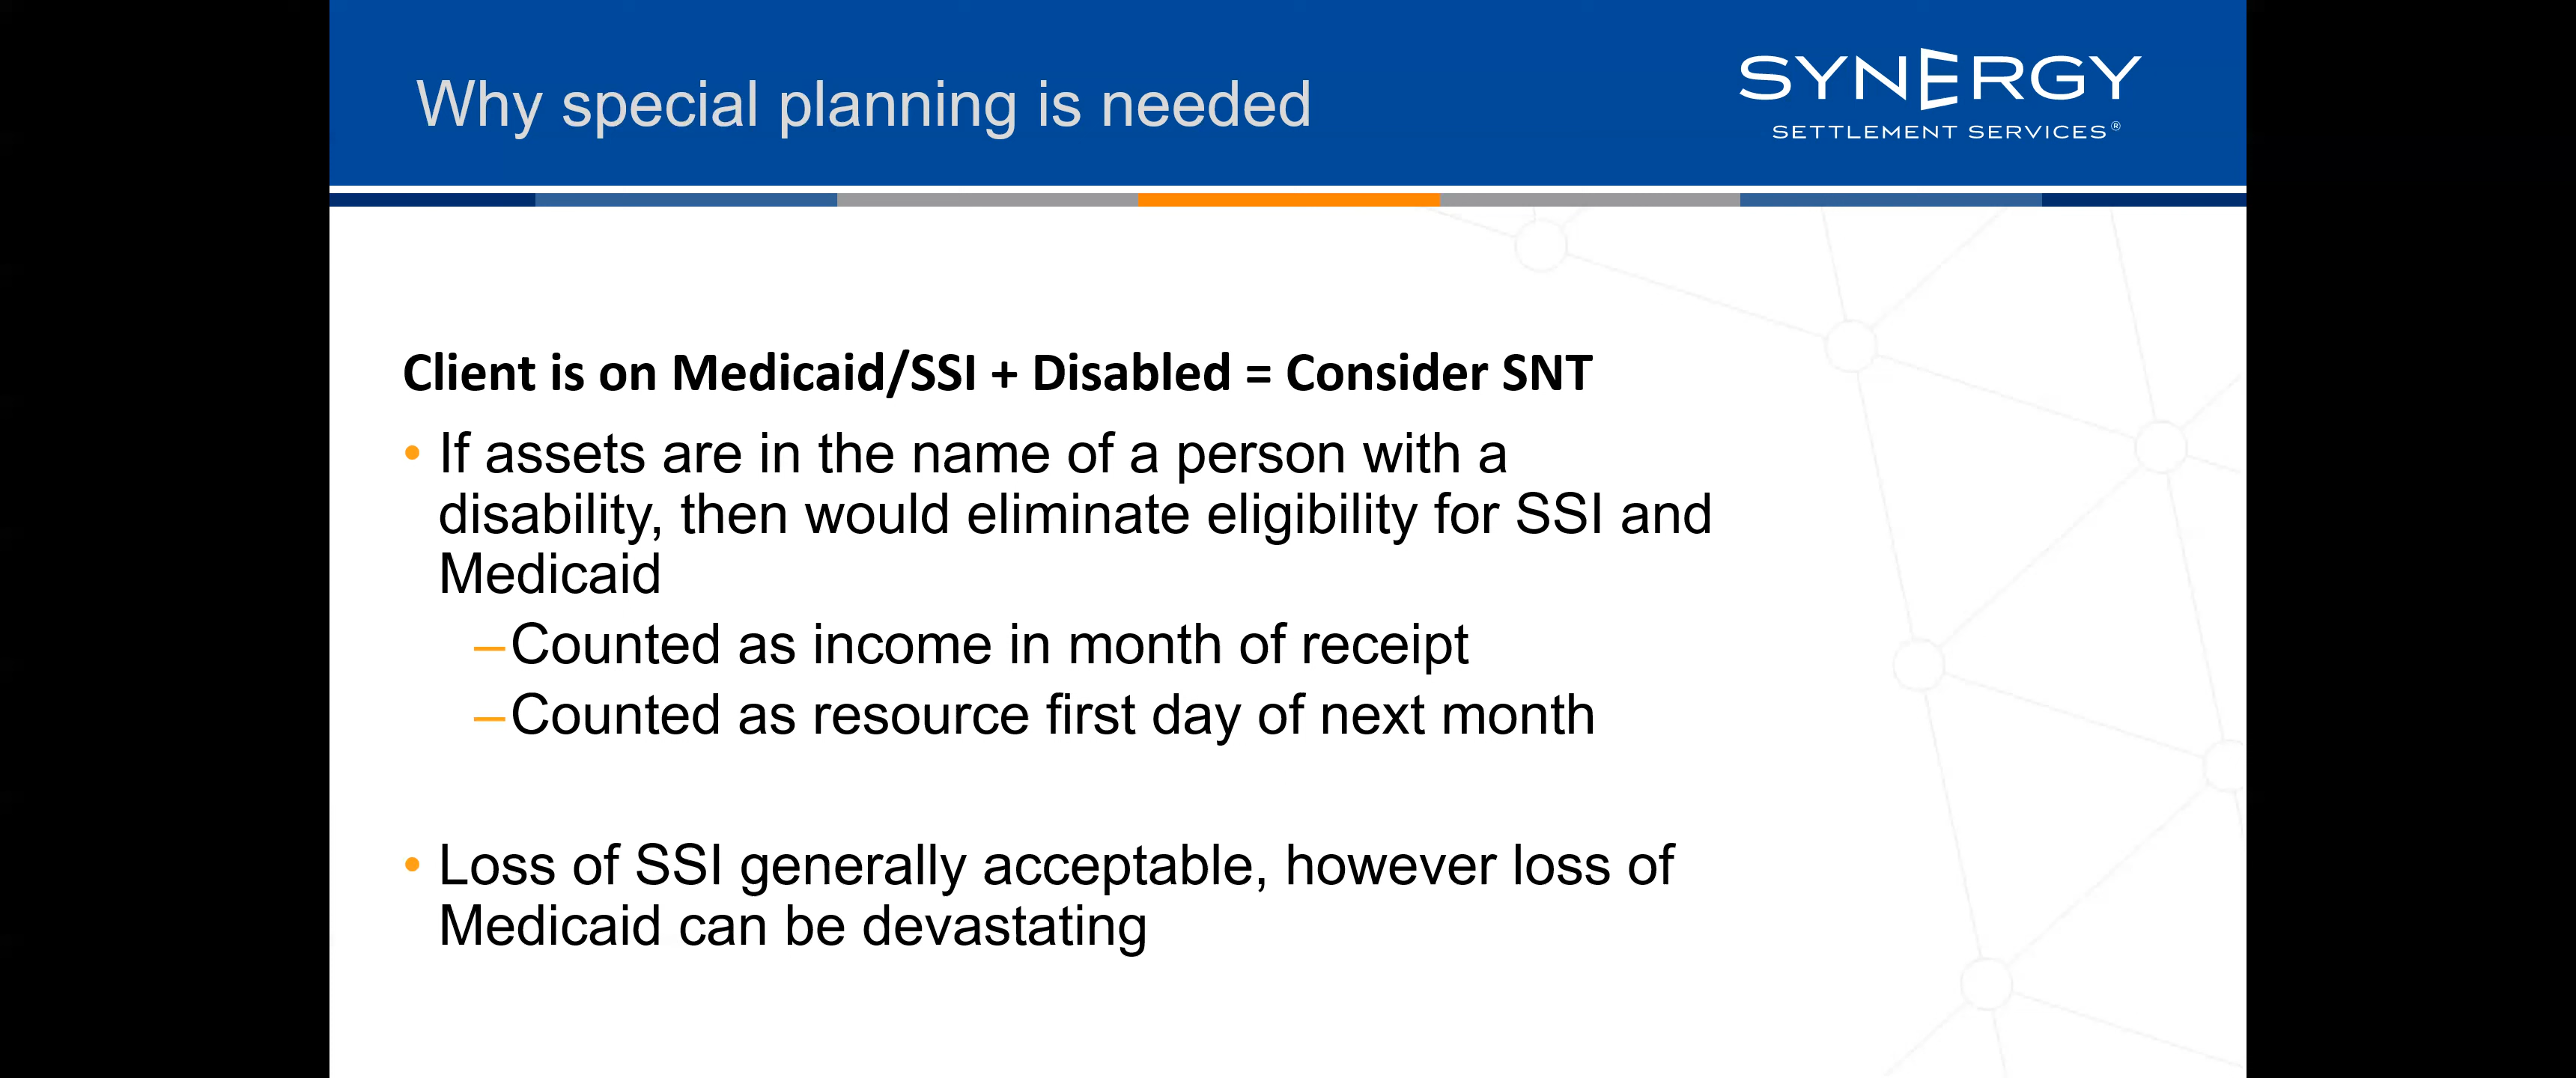 Why special planning is needed
SYNERGY
SETTLEMENT SERVICES®
Client is on Medicaid/SSI + Disabled = Consider SNT
• If assets are in the name of a person with a
disability, then would eliminate eligibility for SSI and
Medicaid
–Counted as income in month of receipt
–Counted as resource first day of next month
• Loss of SSI generally acceptable, however loss of
Medicaid can be devastating